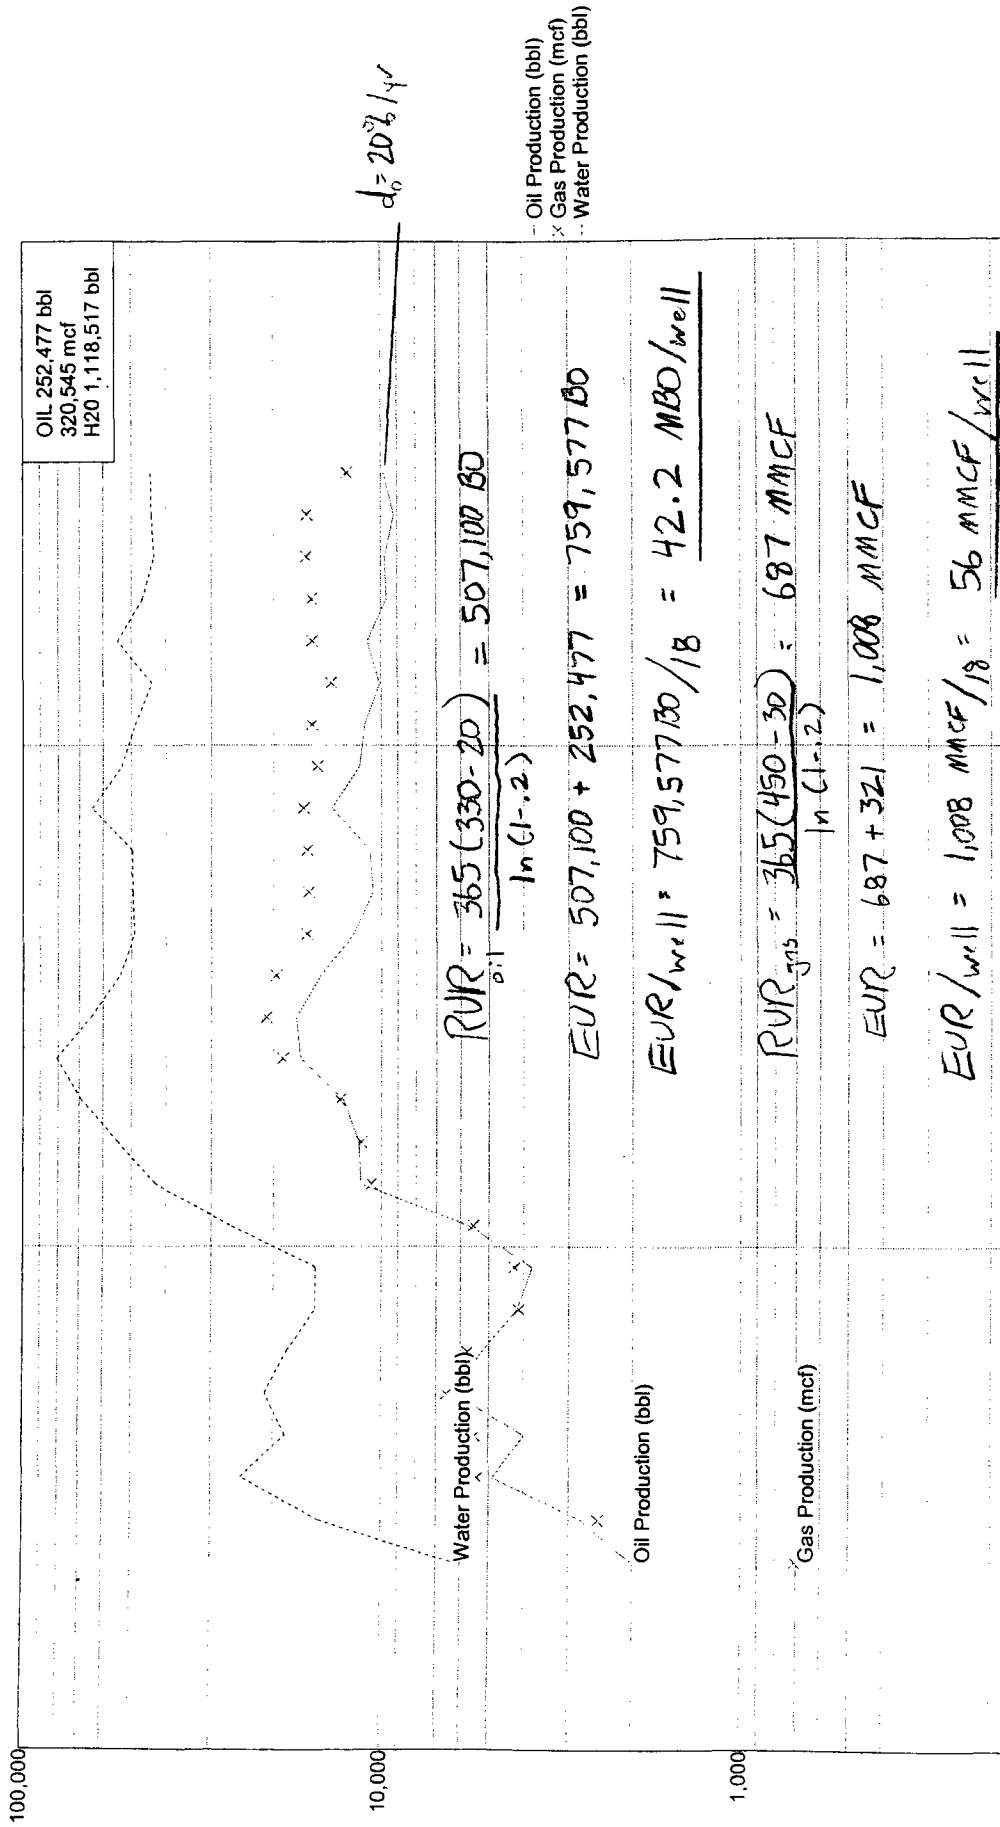 OIL 252,477 bbl
320,545 mcf
H20 1,118,517 bbl
100,000
10,000
1,000
d₀ = 20%/yr
-- Oil Production (bbl)
× Gas Production (mcf)
-- Water Production (bbl)
Water Production (bbl)
Oil Production (bbl)
Gas Production (mcf)
RUR oil = 365(330-20) / ln(1-.2) = 507,100 BO
EUR = 507,100 + 252,477 = 759,577 BO
EUR/well = 759,577 BO/18 = 42.2 MBO/well
RUR gas = 365(450-30) / ln(1-.2) = 687 MMCF
EUR = 687 + 321 = 1,008 MMCF
EUR/well = 1,008 MMCF/18 = 56 MMCF/well